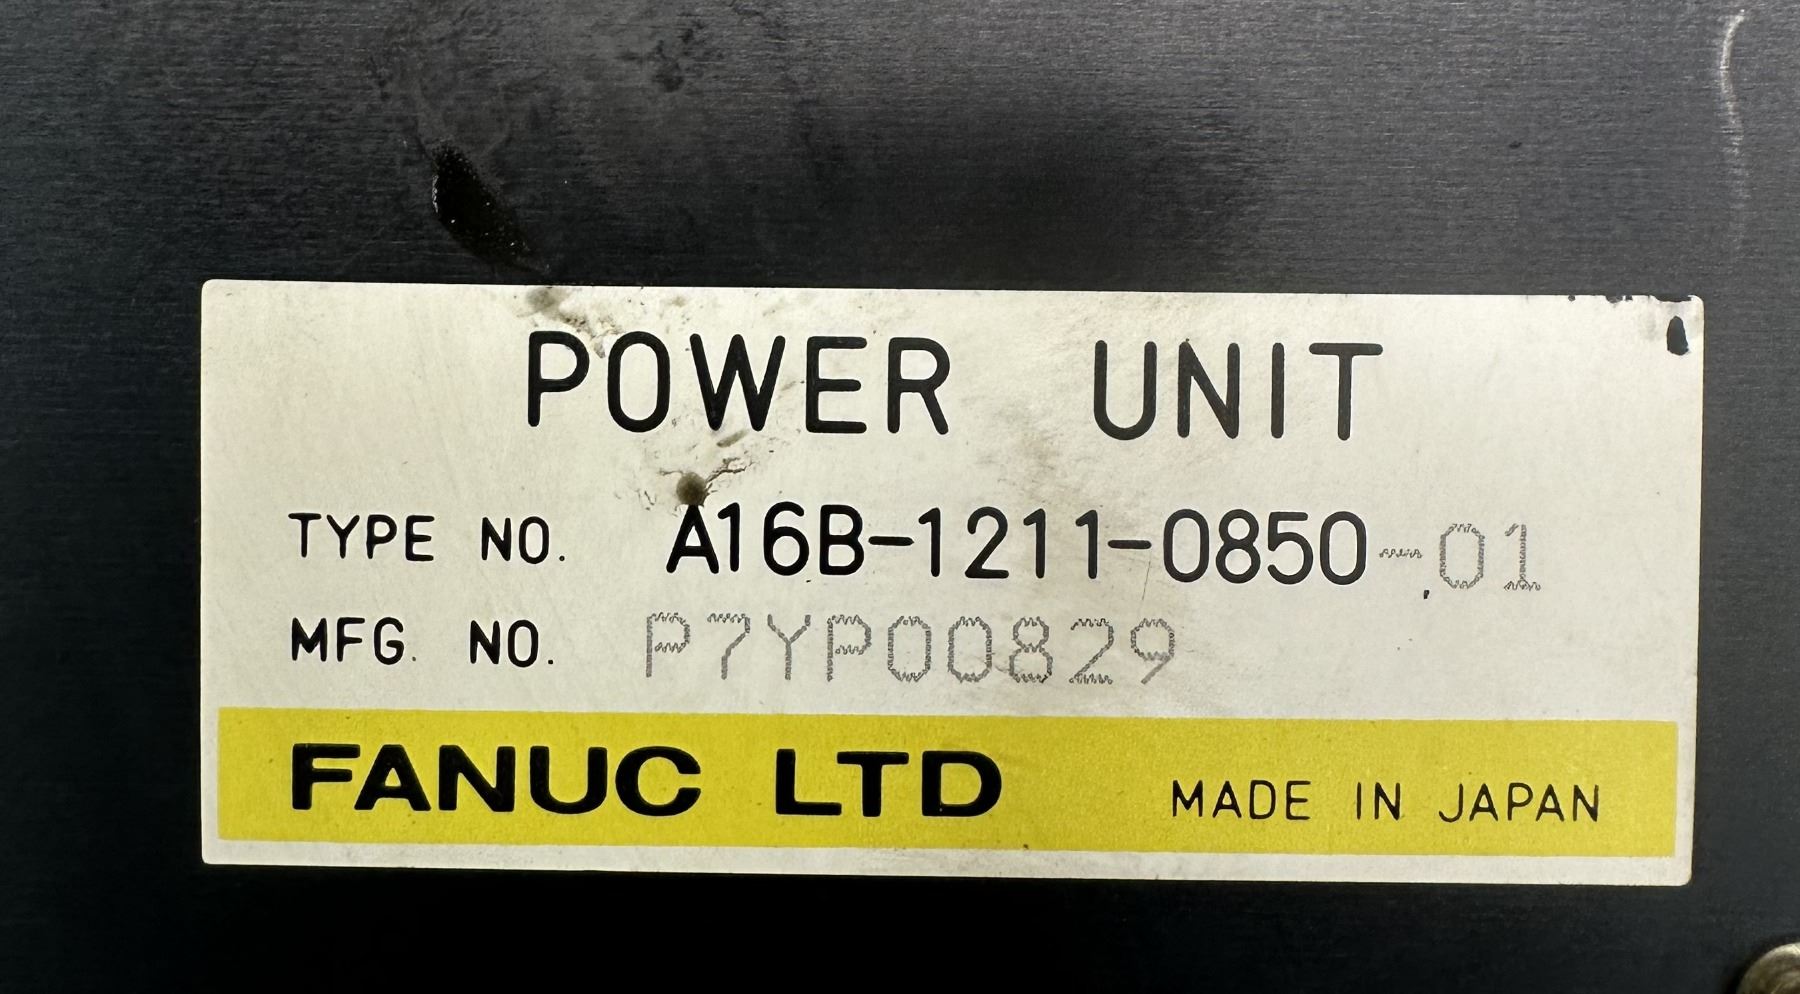 POWER UNIT
TYPE NO. A16B-1211-0850-01
MFG. NO. P7YP00829
FANUC LTD MADE IN JAPAN